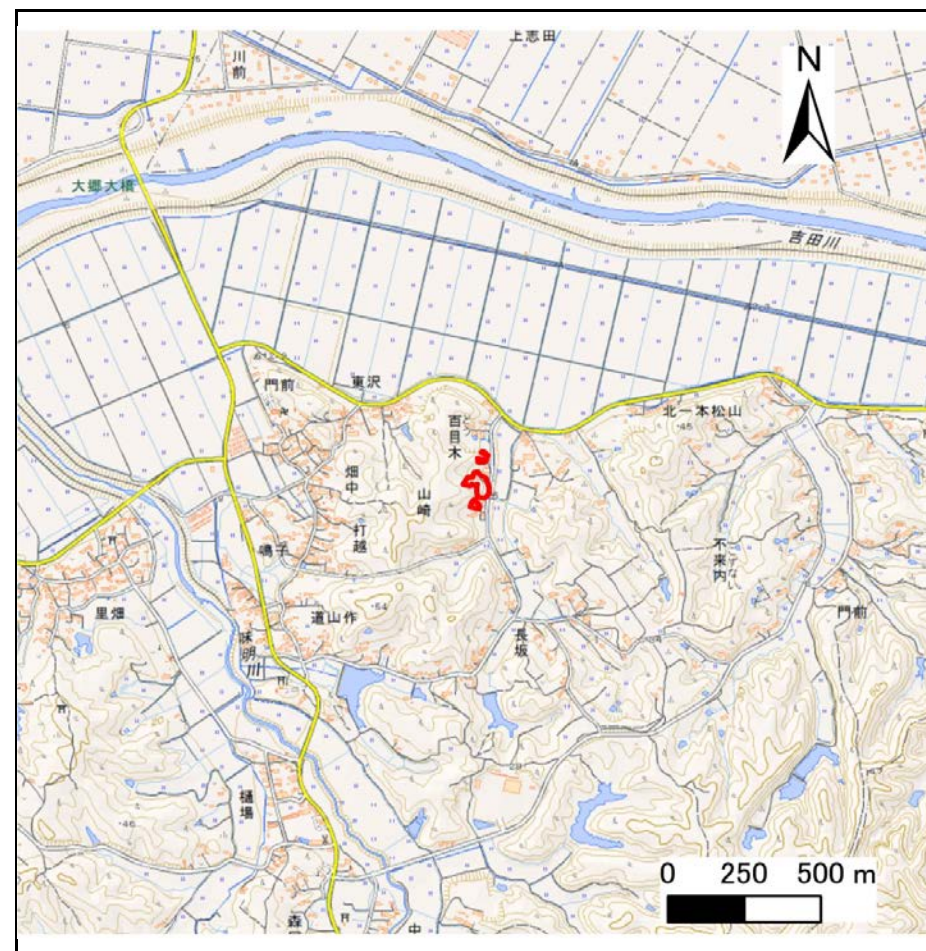 上志田
川前
N
大郷大橋
吉田川
門前
東沢
百目木
北一本松山
畑中
山崎
打越
鳴子
不来内
里畑
道山作
長坂
門前
味明川
樋場
0 250 500 m